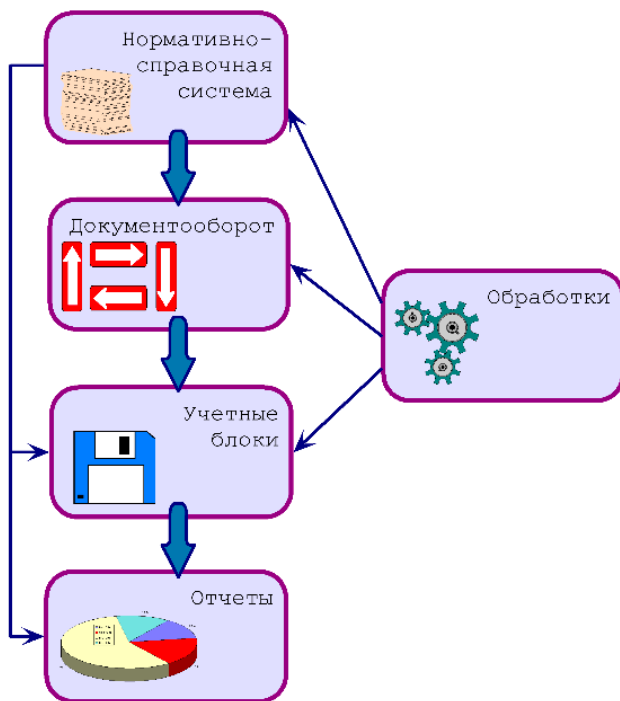 Нормативно-
справочная
система
Документооборот
Обработки
Учетные
блоки
Отчеты